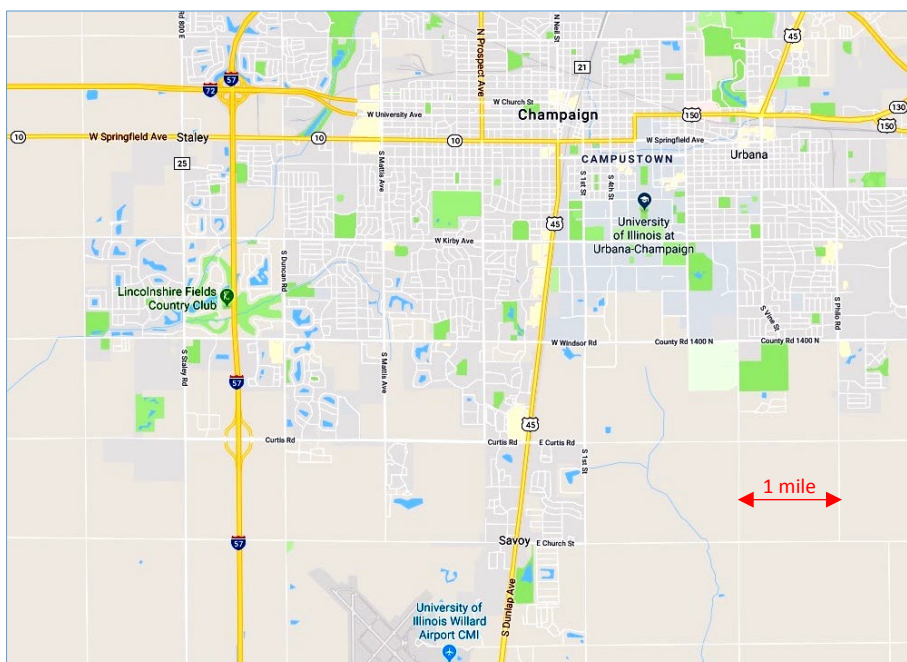 Rd 800 E
N Neil St
45
N Prospect Ave
57
21
72
W Church St
130
W University Ave
Champaign
150
10
W Springfield Ave
Staley
10
10
W Springfield Ave
150
Urbana
CAMPUSTOWN
25
S Mattis Ave
S 1st St
S 4th St
University
of Illinois at
Urbana-Champaign
45
W Kirby Ave
S Duncan Rd
Lincolnshire Fields
Country Club
S Vine St
S Philo Rd
W Windsor Rd
County Rd 1400 N
County Rd 1400 N
S Staley Rd
S Mattis Ave
57
45
Curtis Rd
Curtis Rd
E Curtis Rd
S 1st St
1 mile
57
Savoy
E Church St
S Dunlap Ave
University of
Illinois Willard
Airport CMI